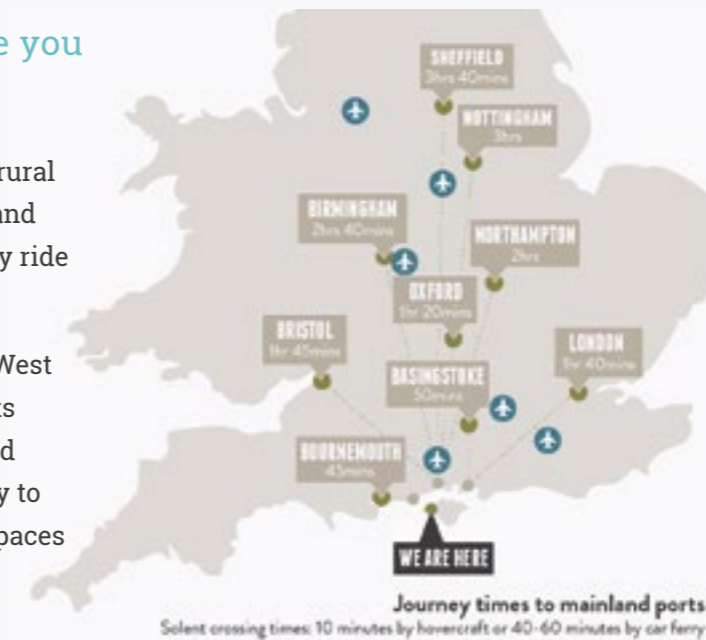 e you
rural
and
y ride
West
ts
d
y to
paces
SHEFFIELD
3hrs 40mins
NOTTINGHAM
3hrs
BIRMINGHAM
2hrs 40mins
NORTHAMPTON
2hrs
OXFORD
1hr 20mins
BRISTOL
1hr 45mins
LONDON
1hr 40mins
BASINGSTOKE
50mins
BOURNEMOUTH
45mins
WE ARE HERE
Journey times to mainland ports
Solent crossing times: 10 minutes by hovercraft or 40-60 minutes by car ferry